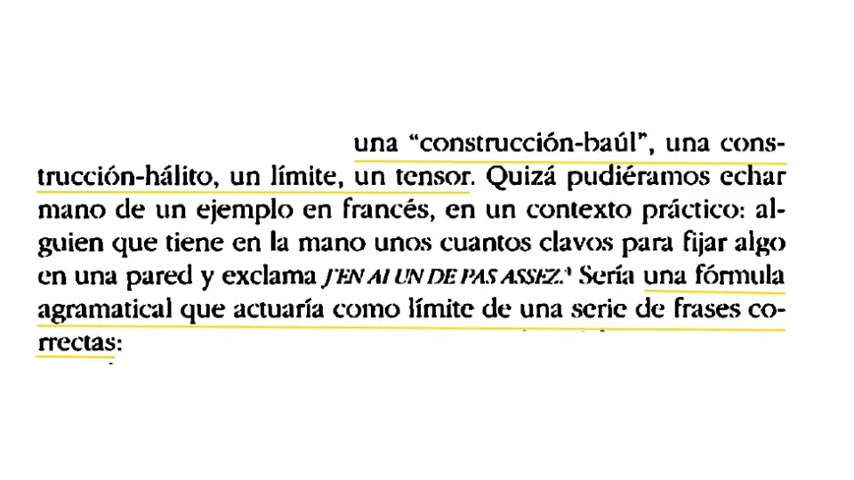 una “construcción-baúl”, una cons-
trucción-hálito, un límite, un tensor. Quizá pudiéramos echar
mano de un ejemplo en francés, en un contexto práctico: al-
guien que tiene en la mano unos cuantos clavos para fijar algo
en una pared y exclama J'EN AI UN DE PAS ASSEZ.¹ Sería una fórmula
agramatical que actuaría como límite de una serie de frases co-
rrectas: